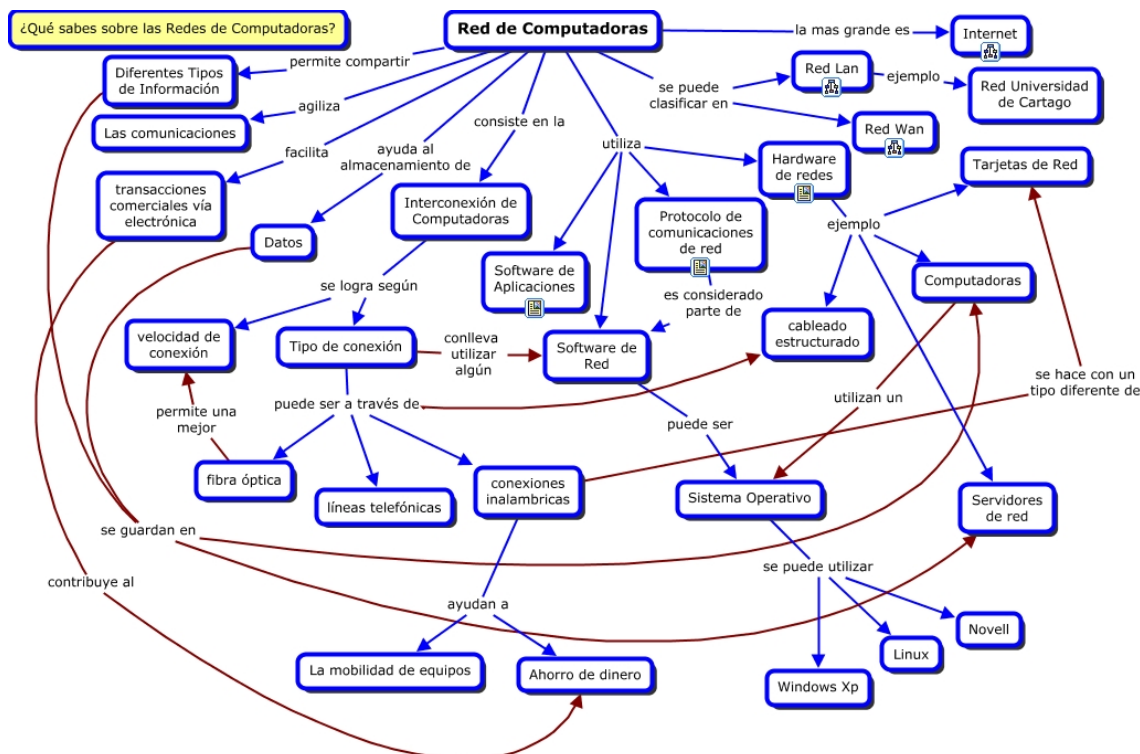 ¿Qué sabes sobre las Redes de Computadoras?
Red de Computadoras
la mas grande es
Internet
permite compartir
Diferentes Tipos
de Información
agiliza
Las comunicaciones
facilita
transacciones
comerciales vía
electrónica
ayuda al
almacenamiento de
Datos
consiste en la
Interconexión de
Computadoras
utiliza
se puede
clasificar en
Red Lan
ejemplo
Red Universidad
de Cartago
Red Wan
Hardware
de redes
Protocolo de
comunicaciones
de red
Software de
Aplicaciones
es considerado
parte de
Software de
Red
ejemplo
Tarjetas de Red
Computadoras
cableado
estructurado
Servidores
de red
se logra según
velocidad de
conexión
Tipo de conexión
conlleva
utilizar
algún
permite una
mejor
puede ser a través de
fibra óptica
líneas telefónicas
conexiones
inalambricas
se hace con un
tipo diferente de
utilizan un
puede ser
Sistema Operativo
se puede utilizar
Windows Xp
Linux
Novell
se guardan en
contribuye al
ayudan a
La mobilidad de equipos
Ahorro de dinero